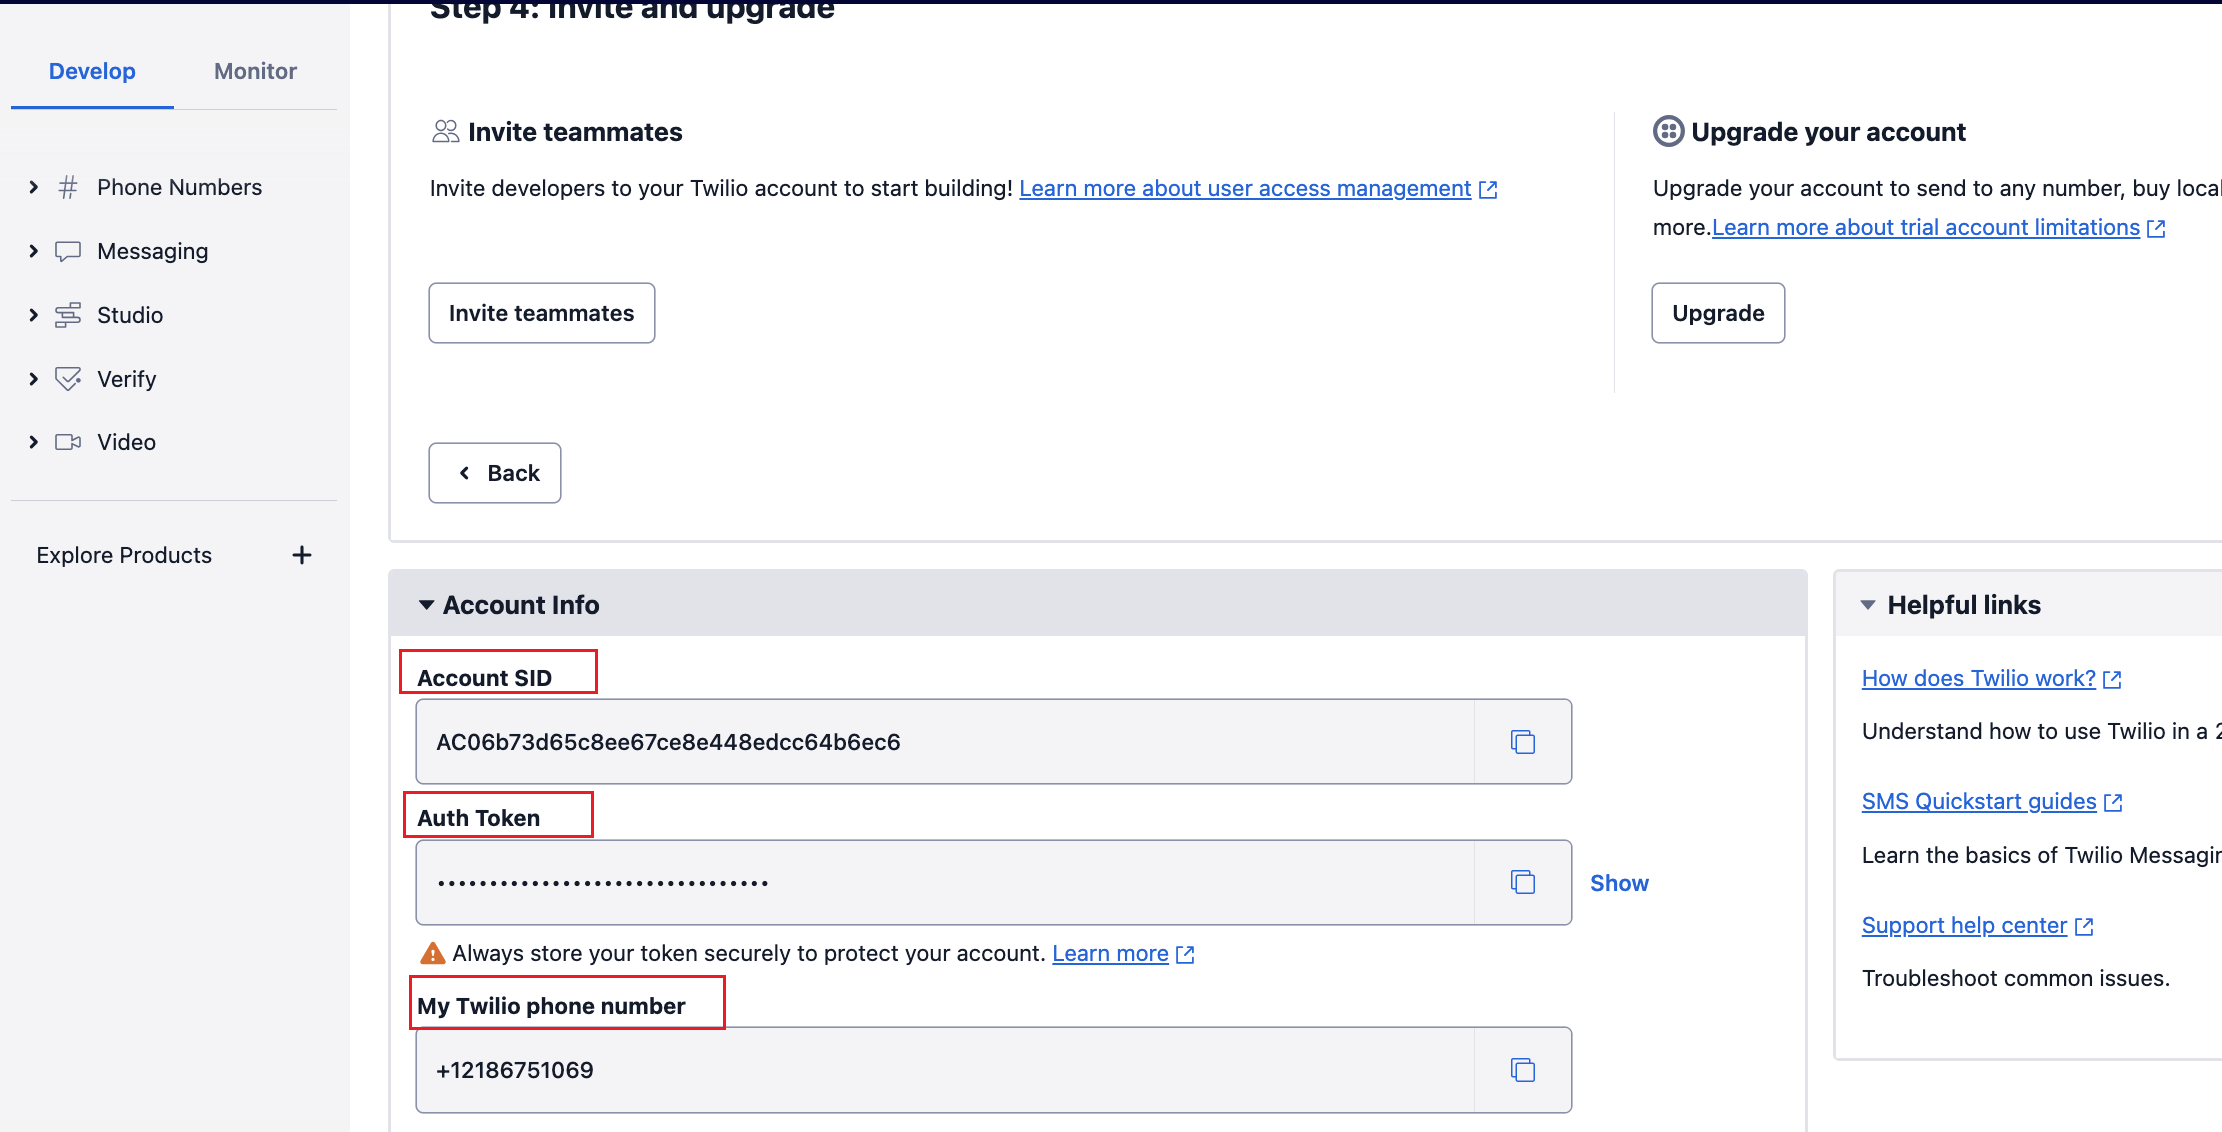 Step 4: Invite and upgrade
Develop
Monitor
Phone Numbers
Messaging
Studio
Verify
Video
Explore Products
Invite teammates
Invite developers to your Twilio account to start building! Learn more about user access management
Invite teammates
Upgrade your account
Upgrade your account to send to any number, buy local
more.Learn more about trial account limitations
Upgrade
Back
Account Info
Account SID
AC06b73d65c8ee67ce8e448edcc64b6ec6
Auth Token
••••••••••••••••••••••••••••••••
Show
Always store your token securely to protect your account. Learn more
My Twilio phone number
+12186751069
Helpful links
How does Twilio work?
Understand how to use Twilio in a 2
SMS Quickstart guides
Learn the basics of Twilio Messagin
Support help center
Troubleshoot common issues.